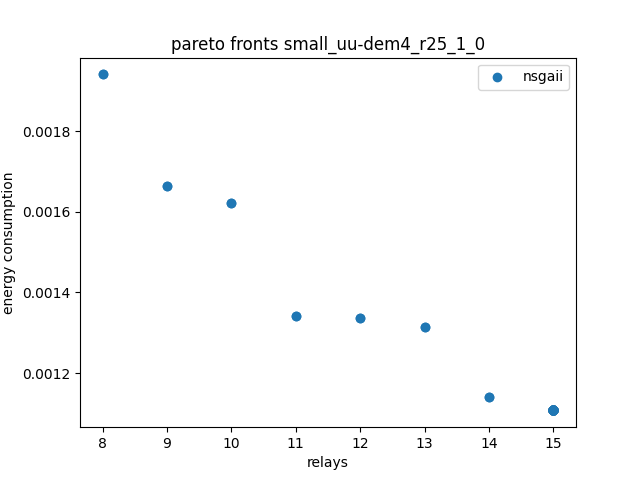 pareto fronts small_uu-dem4_r25_1_0
nsgaii
0.0018
0.0016
0.0014
0.0012
energy consumption
8 9 10 11 12 13 14 15
relays